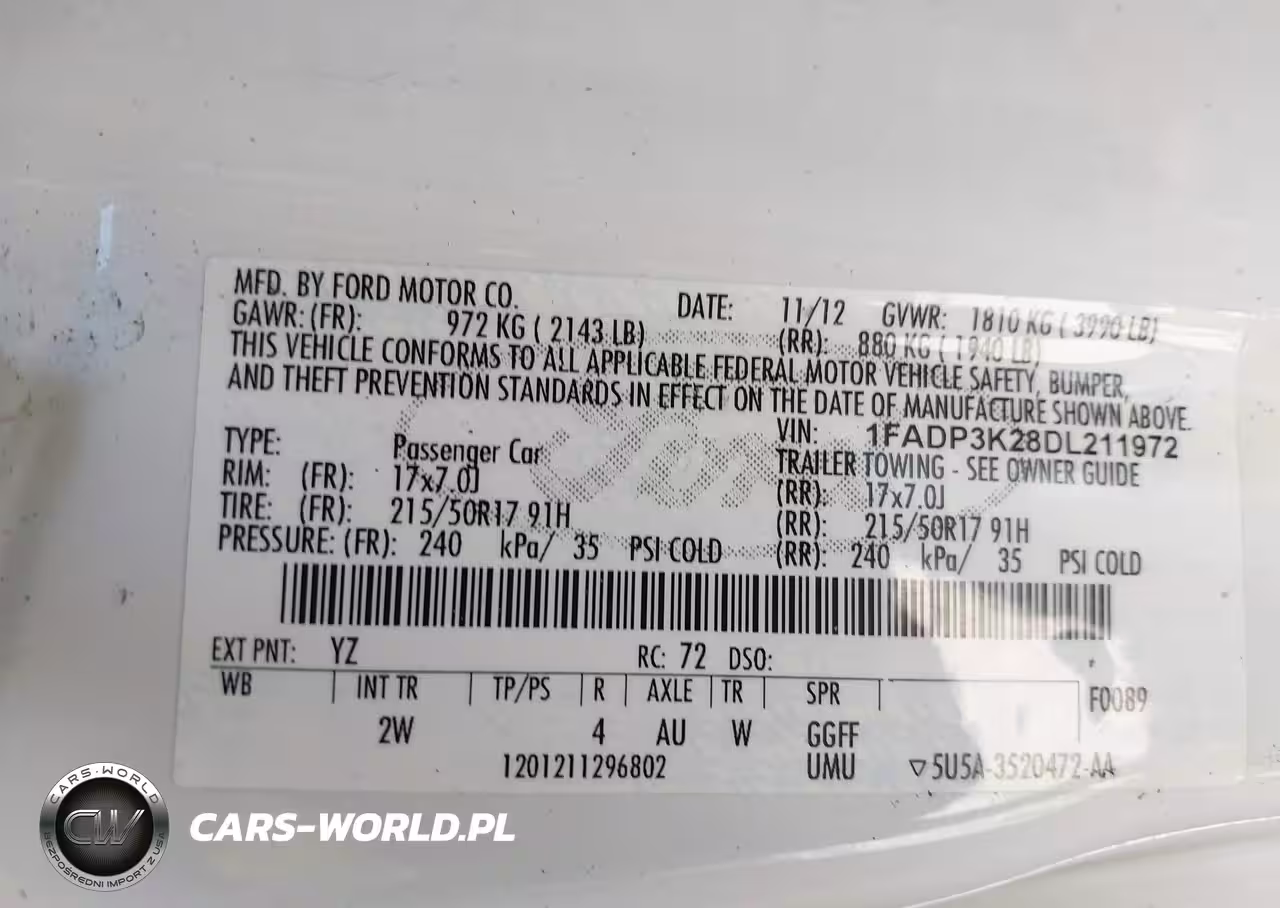 MFD. BY FORD MOTOR CO. DATE: 11/12 GVWR: 1810 KG ( 3990 LB)
GAWR: (FR): 972 KG ( 2143 LB) (RR): 880 KG ( 1940 LB)
THIS VEHICLE CONFORMS TO ALL APPLICABLE FEDERAL MOTOR VEHICLE SAFETY, BUMPER,
AND THEFT PREVENTION STANDARDS IN EFFECT ON THE DATE OF MANUFACTURE SHOWN ABOVE.
VIN: 1FADP3K28DL211972
TYPE: Passenger Car TRAILER TOWING - SEE OWNER GUIDE
RIM: (FR): 17x7.0J (RR): 17x7.0J
TIRE: (FR): 215/50R17 91H (RR): 215/50R17 91H
PRESSURE: (FR): 240 kPa/ 35 PSI COLD (RR): 240 kPa/ 35 PSI COLD
EXT PNT: YZ RC: 72 DSO:
WB INT TR TP/PS R AXLE TR SPR F0089
2W 4 AU W GGFF
1201211296802 UMU ▽5U5A-3520472-AA
CARS-WORLD
CW
BEZPOŚREDNI IMPORT Z USA
CARS-WORLD.PL